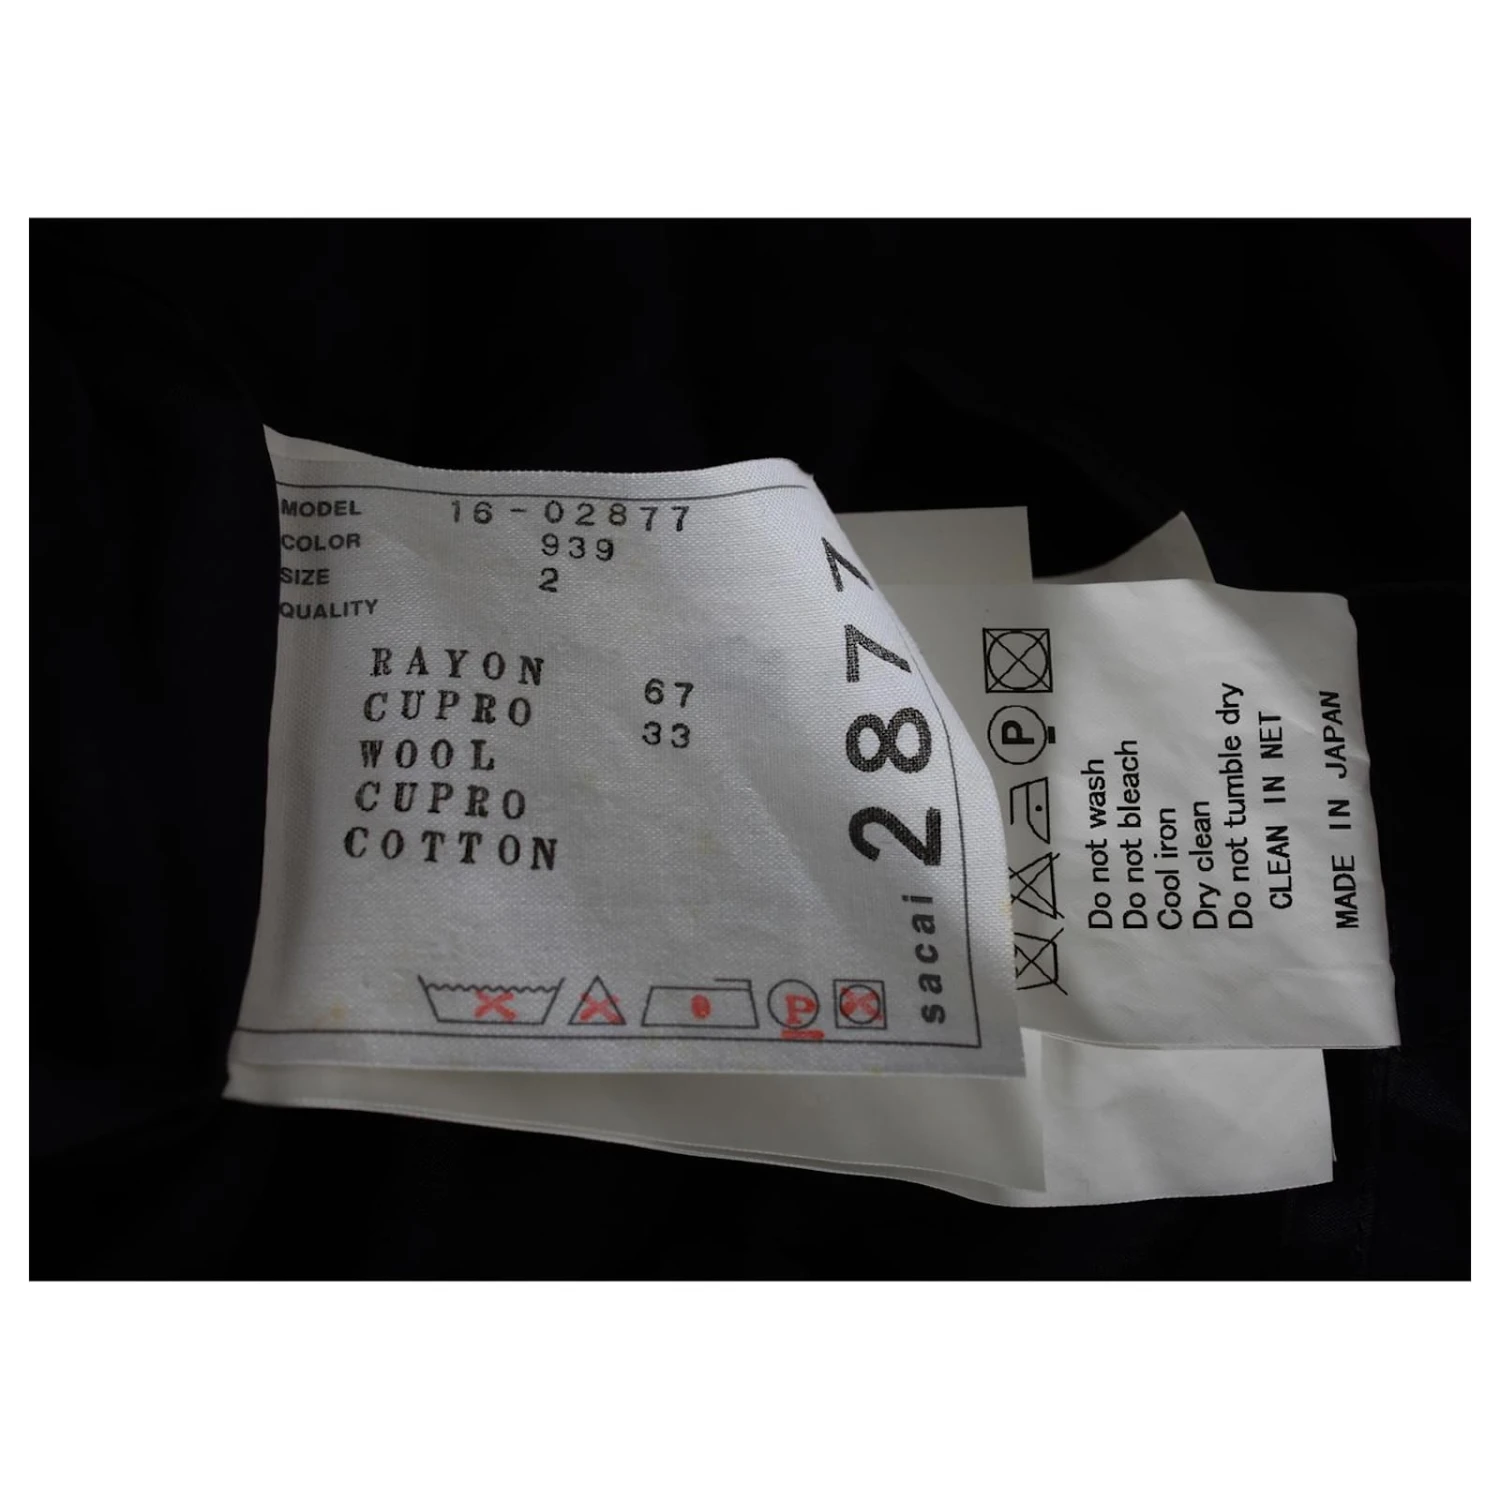 MODEL 16-02877
COLOR 939
SIZE 2
QUALITY
RAYON 67
CUPRO 33
WOOL
CUPRO
COTTON
sacai 2877
P
P
Do not wash
Do not bleach
Cool iron
Dry clean
Do not tumble dry
CLEAN IN NET
MADE IN JAPAN